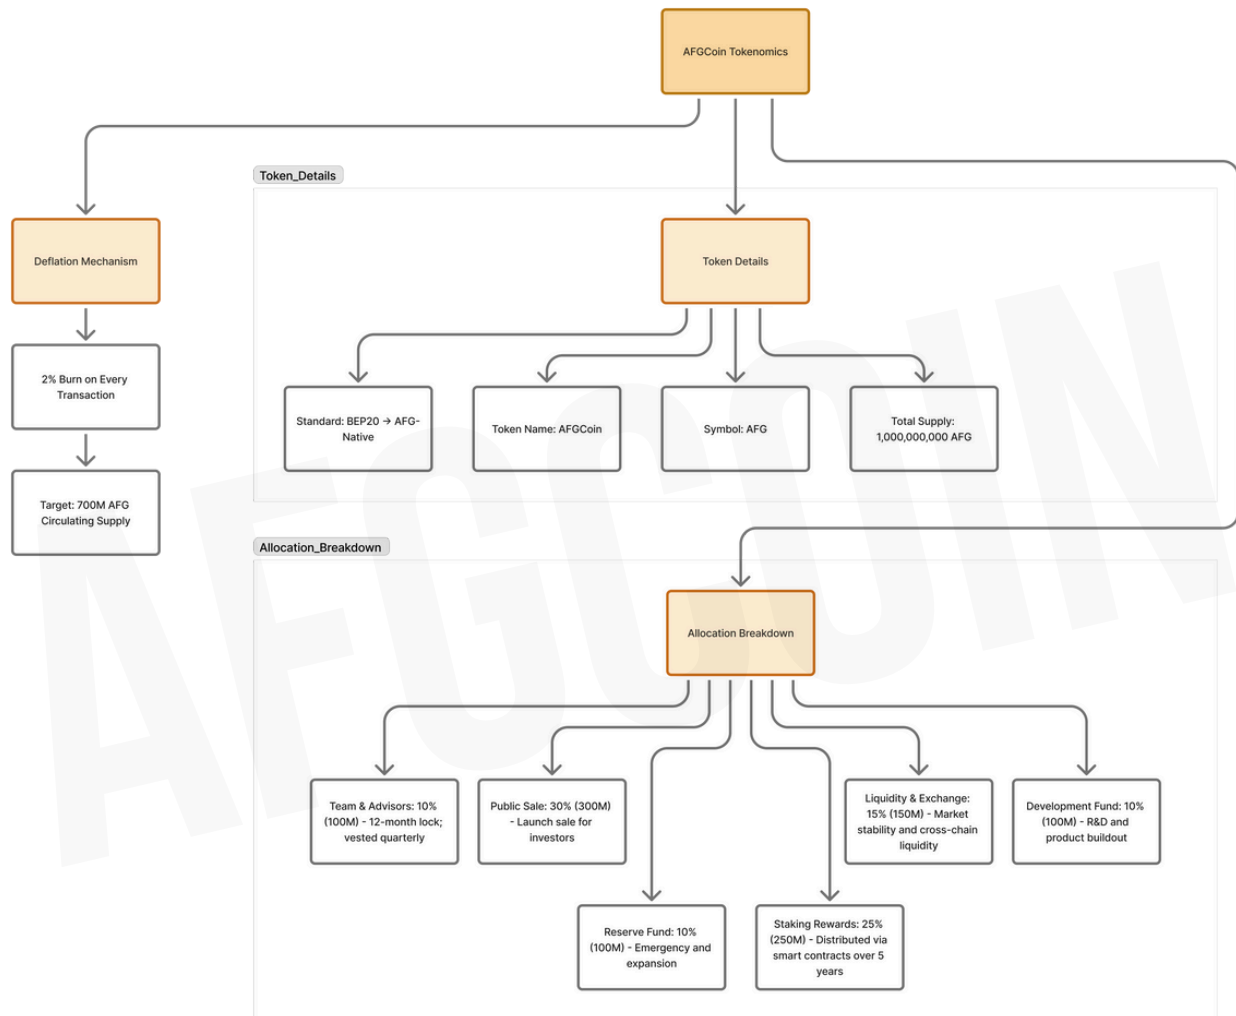 AFGCoin Tokenomics
Token_Details
Deflation Mechanism
Token Details
2% Burn on Every
Transaction
Standard: BEP20 → AFG-
Native
Token Name: AFGCoin
Symbol: AFG
Total Supply:
1,000,000,000 AFG
Target: 700M AFG
Circulating Supply
Allocation_Breakdown
Allocation Breakdown
Team & Advisors: 10%
(100M) - 12-month lock;
vested quarterly
Public Sale: 30% (300M)
- Launch sale for
investors
Liquidity & Exchange:
15% (150M) - Market
stability and cross-chain
liquidity
Development Fund: 10%
(100M) - R&D and
product buildout
Reserve Fund: 10%
(100M) - Emergency and
expansion
Staking Rewards: 25%
(250M) - Distributed via
smart contracts over 5
years
AFGCOIN